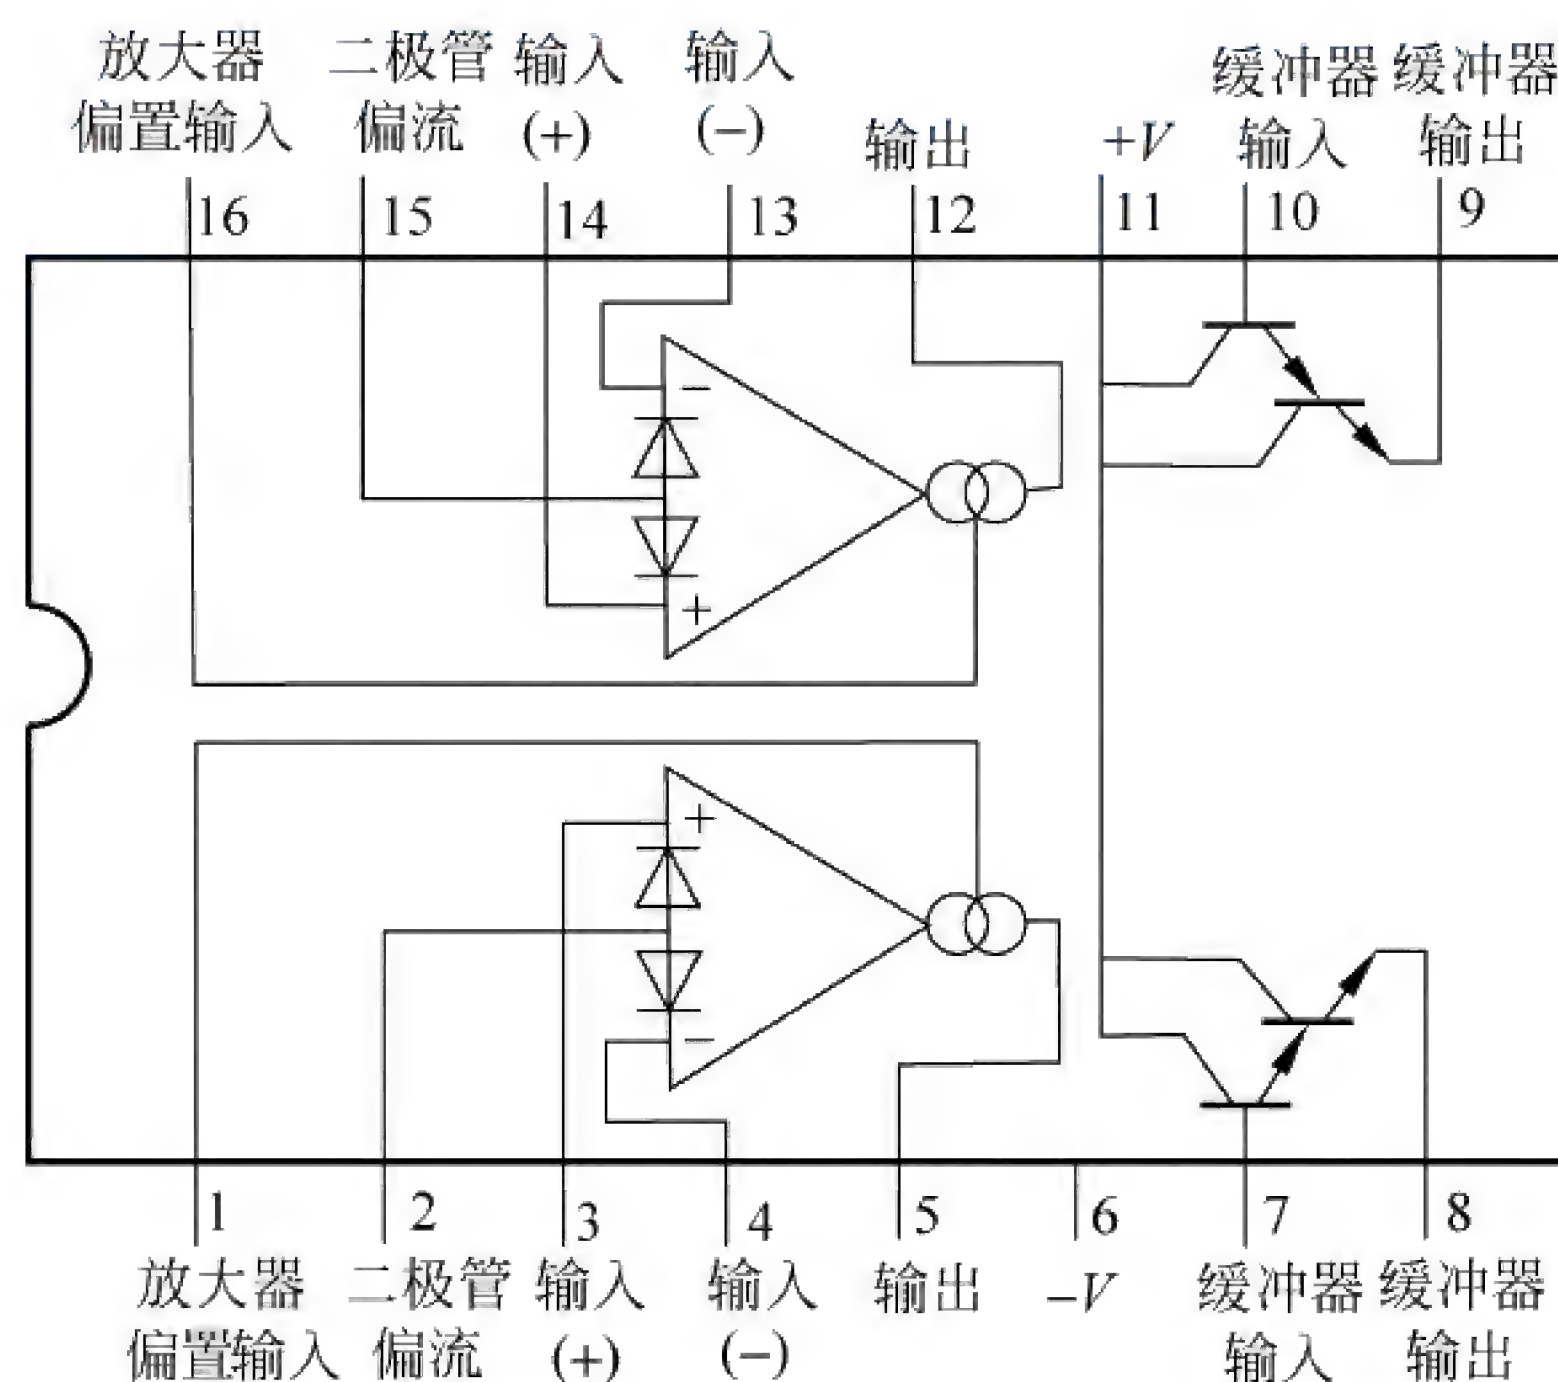 放大器 二极管 输入 输入 缓冲器 缓冲器
偏置输入 偏流 (+) (−) 输出 +V 输入 输出
16 15 14 13 12 11 10 9
−
+
+
−
1 2 3 4 5 6 7 8
放大器 二极管 输入 输入 输出 −V 缓冲器 缓冲器
偏置输入 偏流 (+) (−) 输入 输出